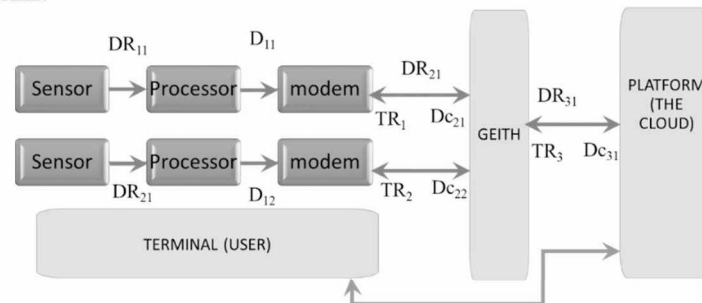 DR11
D11
Sensor
Processor
modem
DR21
TR1
Dc21
Sensor
Processor
modem
DR21
D12
TR2
Dc22
GEITH
DR31
TR3
Dc31
PLATFORM
(THE
CLOUD)
TERMINAL (USER)